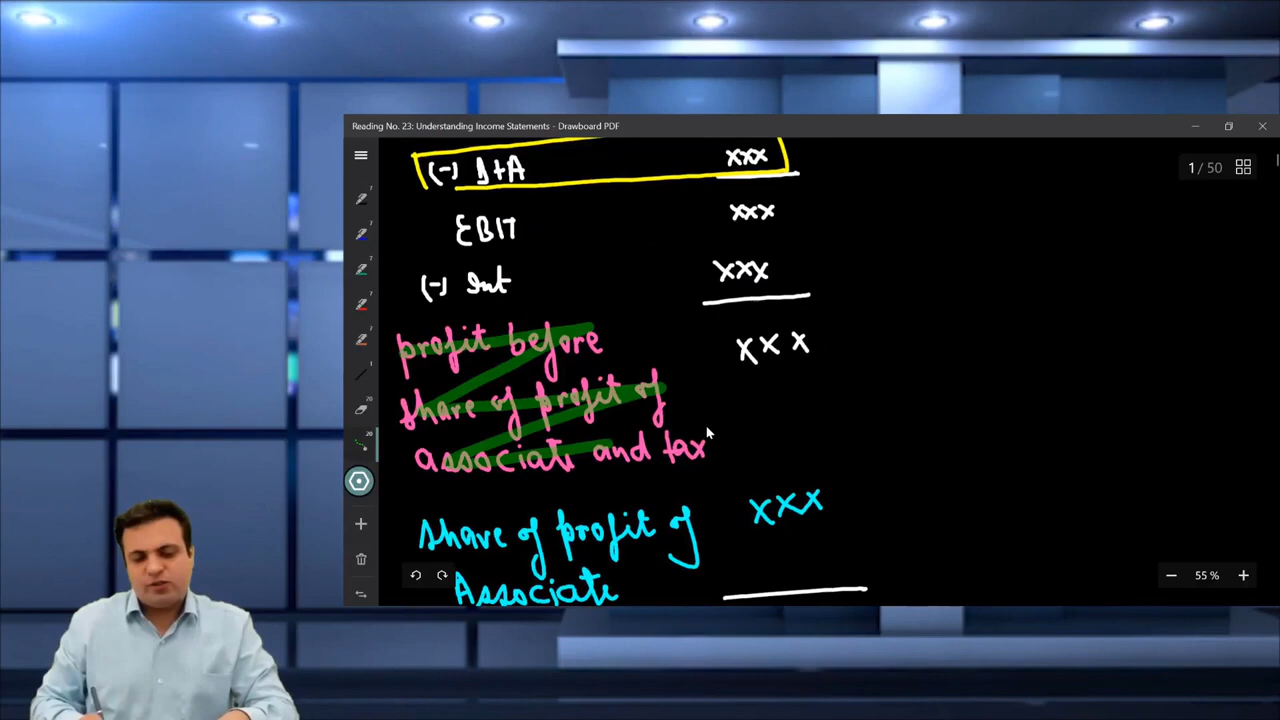 Reading No. 23: Understanding Income Statements - Drawboard PDF
1 / 50
(-) D+A xxx
EBIT xxx
(-) Int xxx
profit before xxx
share of profit of
associate and tax
share of profit of xxx
Associate
55 %